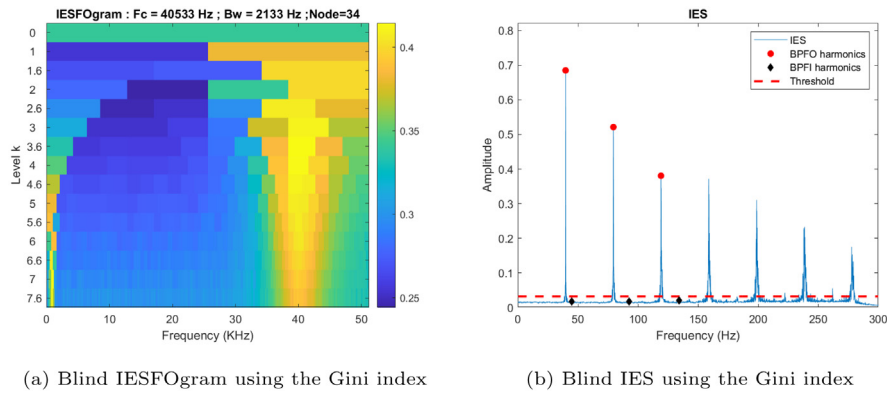 IESFOgram : Fc = 40533 Hz ; Bw = 2133 Hz ;Node=34
Level k
0
1
1.6
2
2.6
3
3.6
4
4.6
5
5.6
6
6.6
7
7.6
0 10 20 30 40 50
Frequency (KHz)
0.4
0.35
0.3
0.25
(a) Blind IESFOgram using the Gini index
IES
Amplitude
0.8
0.7
0.6
0.5
0.4
0.3
0.2
0.1
0
0 50 100 150 200 250 300
Frequency (Hz)
IES
BPFO harmonics
BPFI harmonics
Threshold
(b) Blind IES using the Gini index